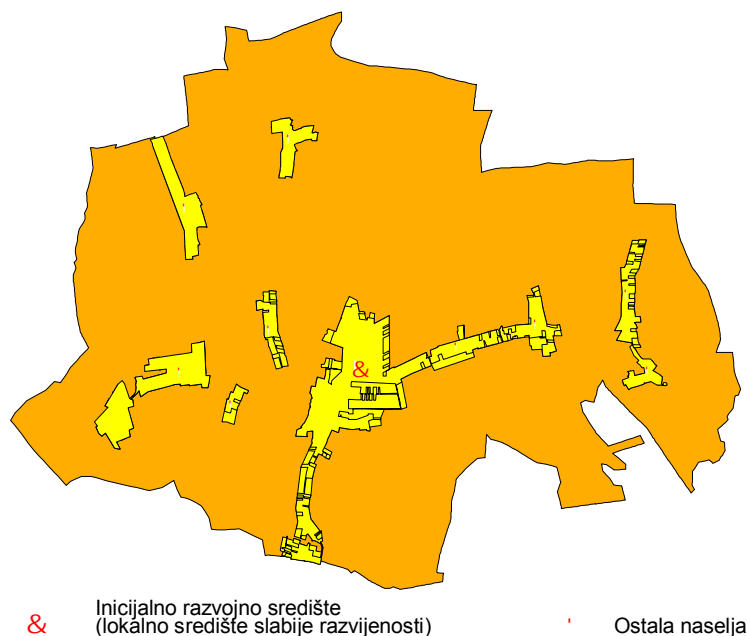 &
& Inicijalno razvojno središte
(lokalno središte slabije razvijenosti)
' Ostala naselja